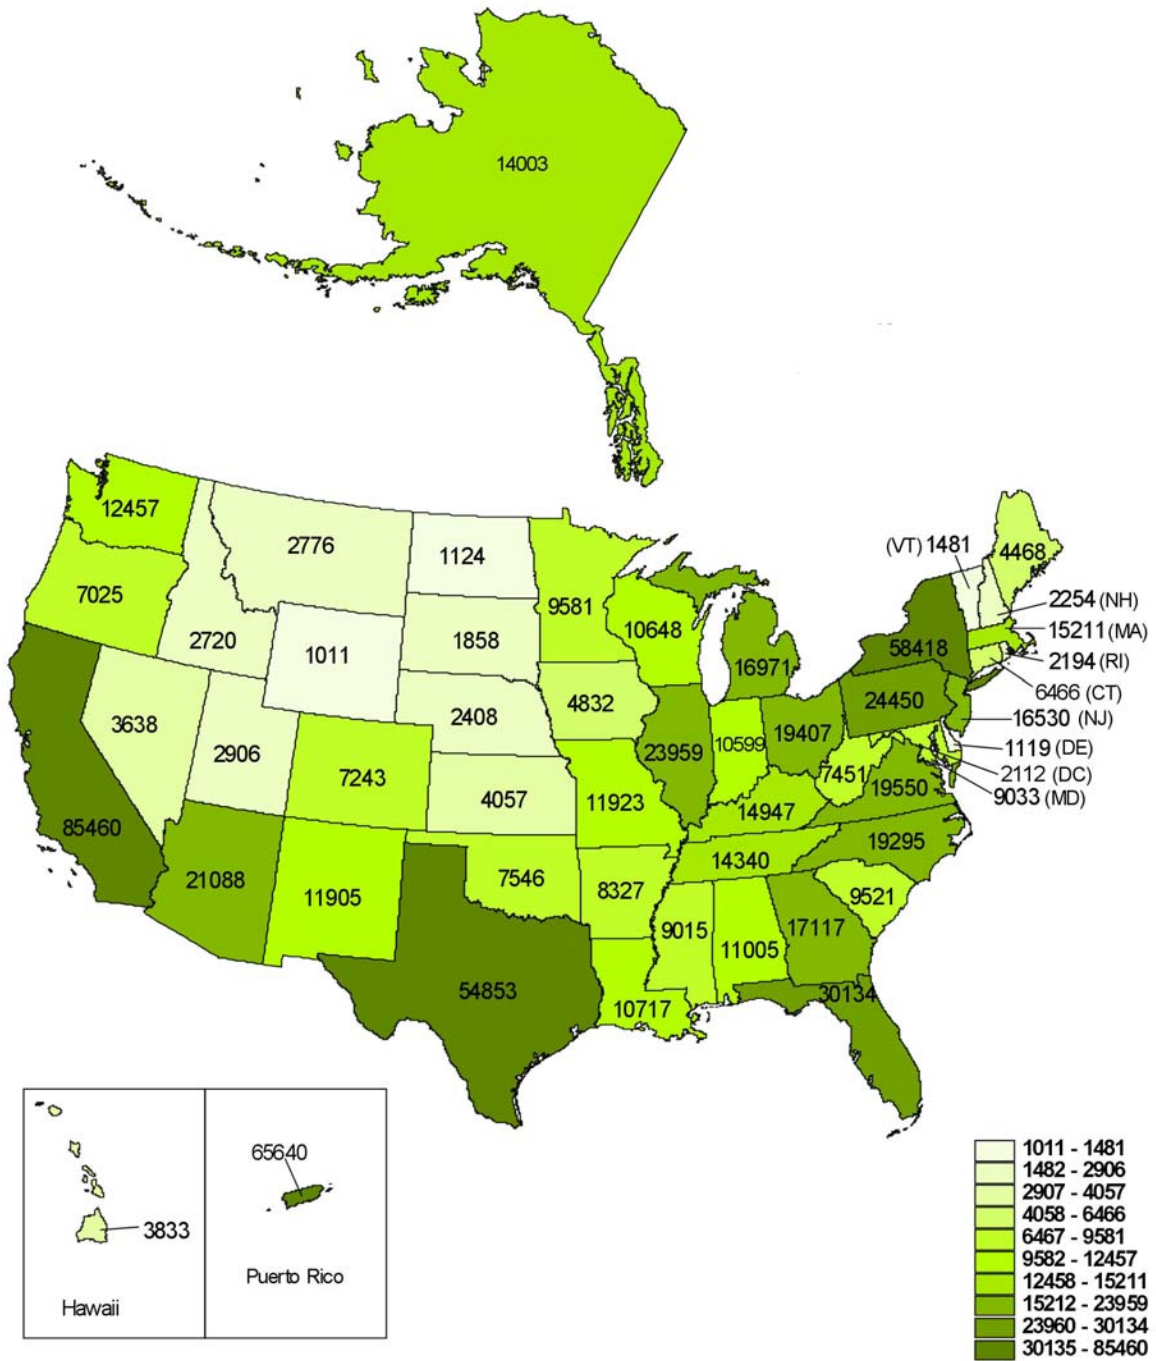 14003
12457
2776
1124
(VT) 1481
4468
7025
9581
2254 (NH)
2720
1011
1858
10648
16971
58418
15211 (MA)
2194 (RI)
6466 (CT)
3638
2906
2408
4832
24450
16530 (NJ)
7243
4057
23959
10599
19407
1119 (DE)
2112 (DC)
9033 (MD)
7451
19550
85460
11923
14947
19295
21088
11905
7546
8327
14340
9521
9015
11005
17117
54853
10717
30134
3833
Hawaii
65640
Puerto Rico
1011 - 1481
1482 - 2906
2907 - 4057
4058 - 6466
6467 - 9581
9582 - 12457
12458 - 15211
15212 - 23959
23960 - 30134
30135 - 85460